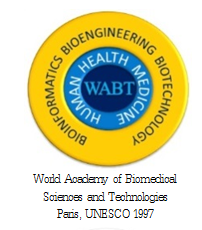 BIOINFORMATICS BIOENGINEERING BIOTECHNOLOGY
HUMAN HEALTH MEDICINE
WABT
World Academy of Biomedical
Sciences and Technologies
Paris, UNESCO 1997